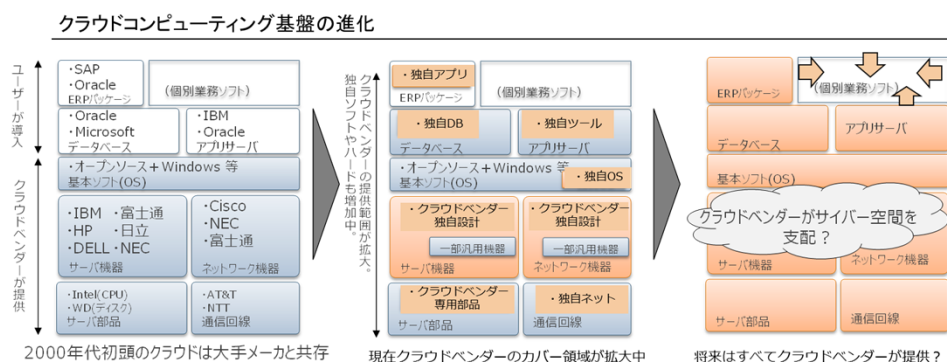 クラウドコンピューティング基盤の進化
ユーザーが導入
クラウドベンダーが提供
・SAP
・Oracle
ERPパッケージ
(個別業務ソフト)
・Oracle
・Microsoft
データベース
・IBM
・Oracle
アプリサーバ
・オープンソース+Windows 等
基本ソフト(OS)
・IBM ・富士通
・HP ・日立
・DELL・NEC
サーバ機器
・Cisco
・NEC
・富士通
ネットワーク機器
・Intel(CPU)
・WD(ディスク)
サーバ部品
・AT&T
・NTT
通信回線
2000年代初頭のクラウドは大手メーカと共存
クラウドベンダーの提供範囲が拡大。
独自ソフトやハードも増加中。
・独自アプリ
ERPパッケージ
(個別業務ソフト)
・独自DB
データベース
・独自ツール
アプリサーバ
・オープンソース+Windows 等
・独自OS
基本ソフト(OS)
・クラウドベンダー
独自設計
一部汎用機器
サーバ機器
・クラウドベンダー
独自設計
一部汎用機器
ネットワーク機器
・クラウドベンダー
専用部品
サーバ部品
・独自ネット
通信回線
現在クラウドベンダーのカバー領域が拡大中
ERPパッケージ
(個別業務ソフト)
データベース
アプリサーバ
基本ソフト(OS)
クラウドベンダーがサイバー空間を
支配?
サーバ機器
ネットワーク機器
サーバ部品
通信回線
将来はすべてクラウドベンダーが提供?